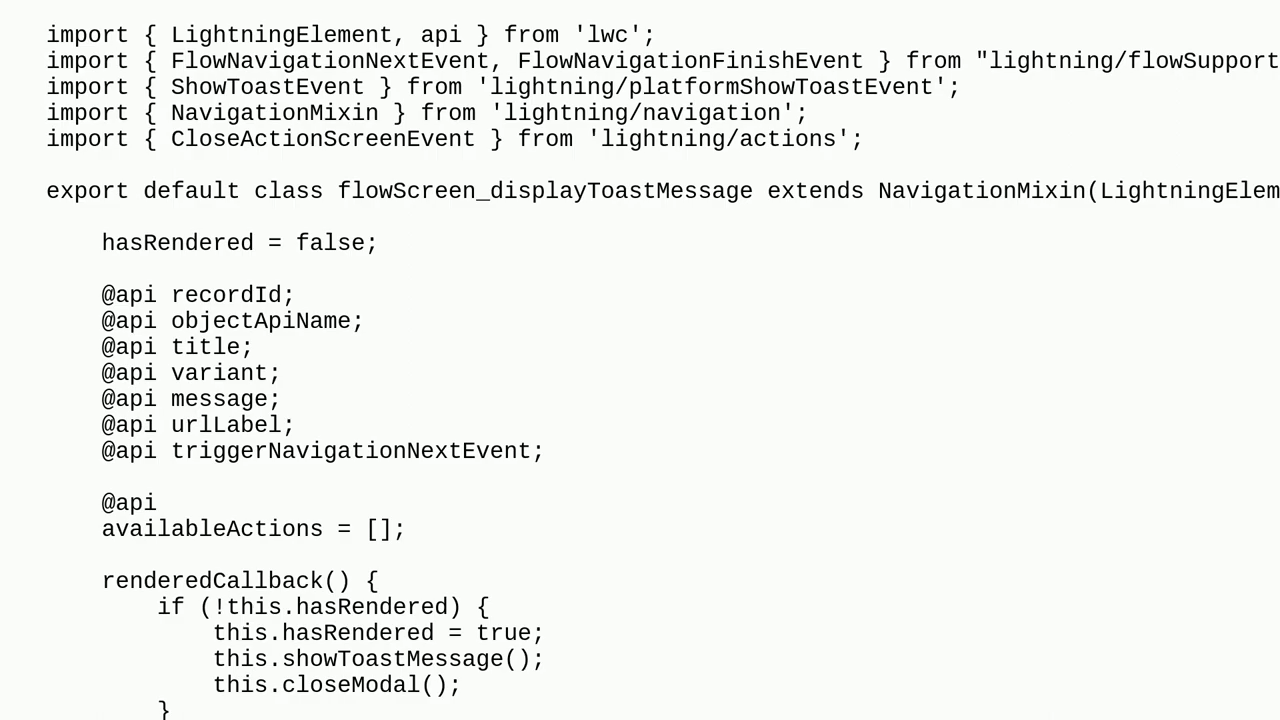 import { LightningElement, api } from 'lwc';
import { FlowNavigationNextEvent, FlowNavigationFinishEvent } from "lightning/flowSupport
import { ShowToastEvent } from 'lightning/platformShowToastEvent';
import { NavigationMixin } from 'lightning/navigation';
import { CloseActionScreenEvent } from 'lightning/actions';

export default class flowScreen_displayToastMessage extends NavigationMixin(LightningElem

    hasRendered = false;

    @api recordId;
    @api objectApiName;
    @api title;
    @api variant;
    @api message;
    @api urlLabel;
    @api triggerNavigationNextEvent;

    @api
    availableActions = [];

    renderedCallback() {
        if (!this.hasRendered) {
            this.hasRendered = true;
            this.showToastMessage();
            this.closeModal();
        }